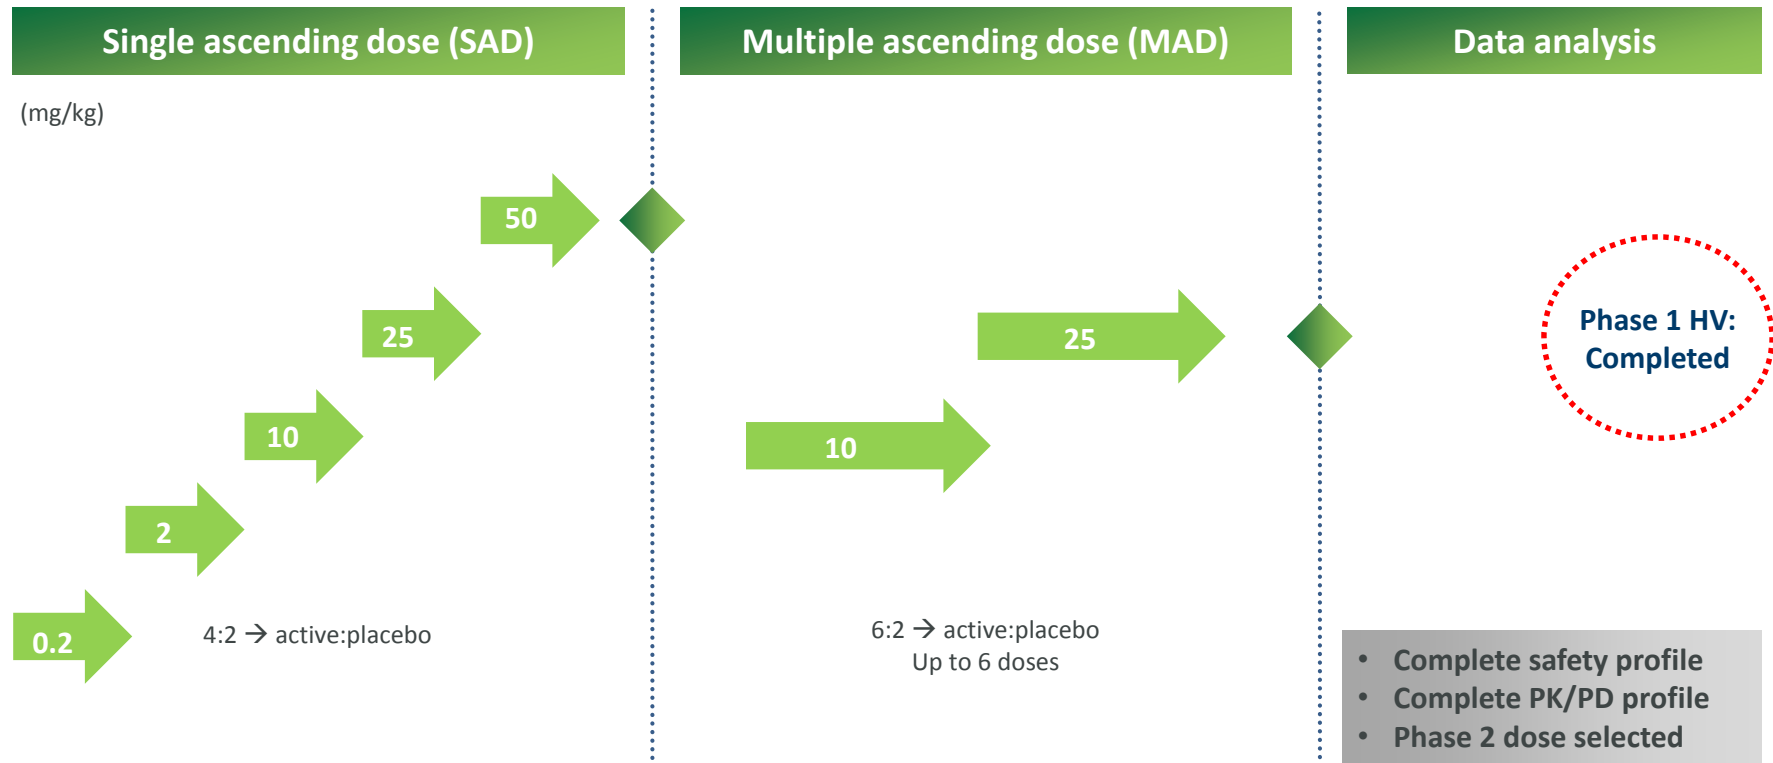 Single ascending dose (SAD)
Multiple ascending dose (MAD)
Data analysis
(mg/kg)
50
25
10
2
0.2
4:2 → active:placebo
25
10
6:2 → active:placebo
Up to 6 doses
Phase 1 HV:
Completed
• Complete safety profile
• Complete PK/PD profile
• Phase 2 dose selected